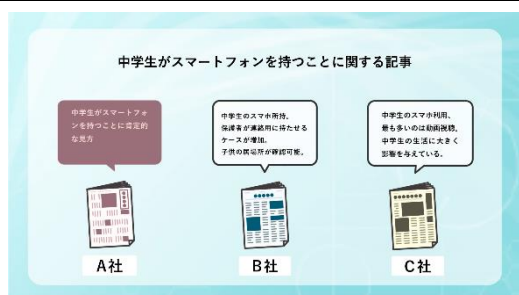 中学生がスマートフォンを持つことに関する記事
中学生がスマートフォ
ンを持つことに肯定的
な見方
中学生のスマホ所持。
保護者が連絡用に持たせる
ケースが増加。
子供の居場所が確認可能。
中学生のスマホ利用、
最も多いのは動画視聴。
中学生の生活に大きく
影響を与えている。
A社
B社
C社